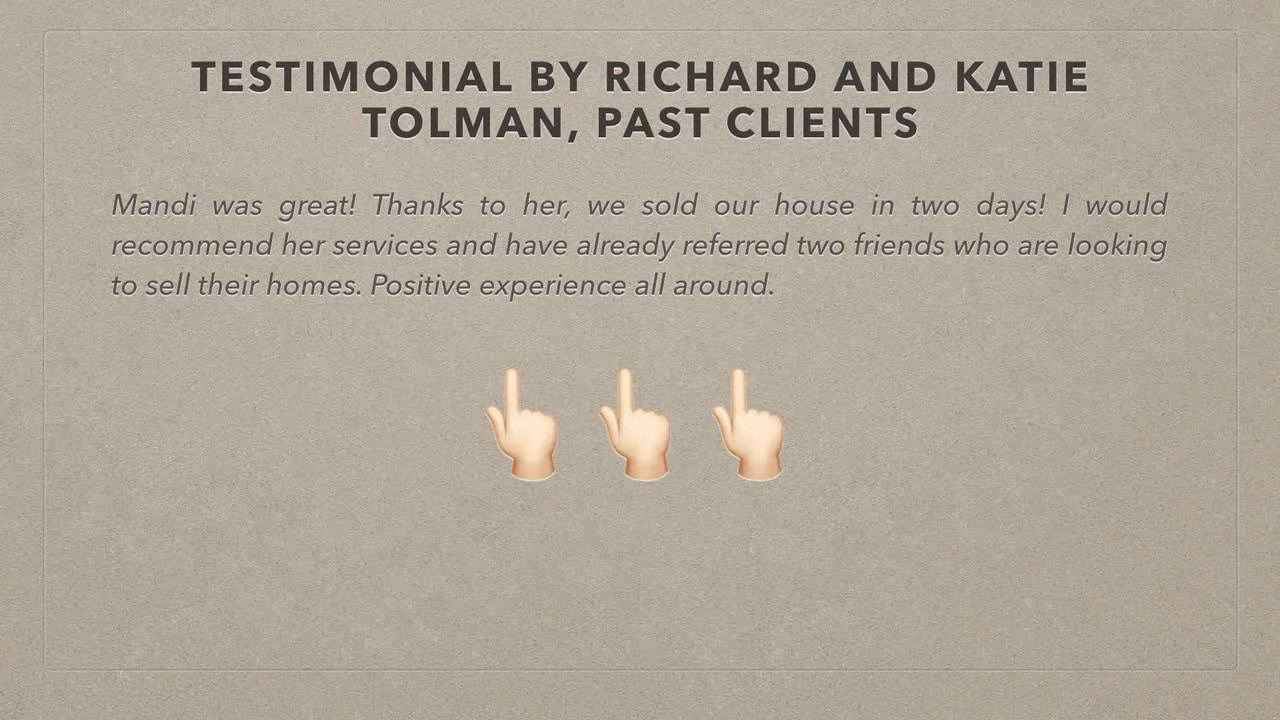 TESTIMONIAL BY RICHARD AND KATIE
TOLMAN, PAST CLIENTS
Mandi was great! Thanks to her, we sold our house in two days! I would
recommend her services and have already referred two friends who are looking
to sell their homes. Positive experience all around.